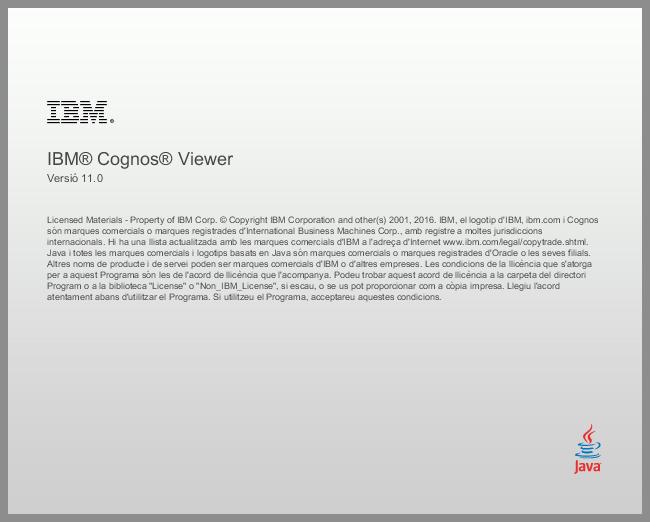 IBM®
IBM® Cognos® Viewer
Versió 11.0
Licensed Materials - Property of IBM Corp. © Copyright IBM Corporation and other(s) 2001, 2016. IBM, el logotip d'IBM, ibm.com i Cognos
sòn marques comercials o marques registrades d'International Business Machines Corp., amb registre a moltes jurisdiccions
internacionals. Hi ha una llista actualitzada amb les marques comercials d'IBM a l'adreça d'Internet www.ibm.com/legal/copytrade.shtml.
Java i totes les marques comercials i logotips basats en Java sòn marques comercials o marques registrades d'Oracle o les seves filials.
Altres noms de producte i de servei poden ser marques comercials d'IBM o d'altres empreses. Les condicions de la llicència que s'atorga
per a aquest Programa sòn les de l'acord de llicència que l'acompanya. Podeu trobar aquest acord de llicència a la carpeta del directori
Program o a la biblioteca "License" o "Non_IBM_License", si escau, o se us pot proporcionar com a còpia impresa. Llegiu l'acord
atentament abans d'utilitzar el Programa. Si utilitzeu el Programa, acceptareu aquestes condicions.
Java